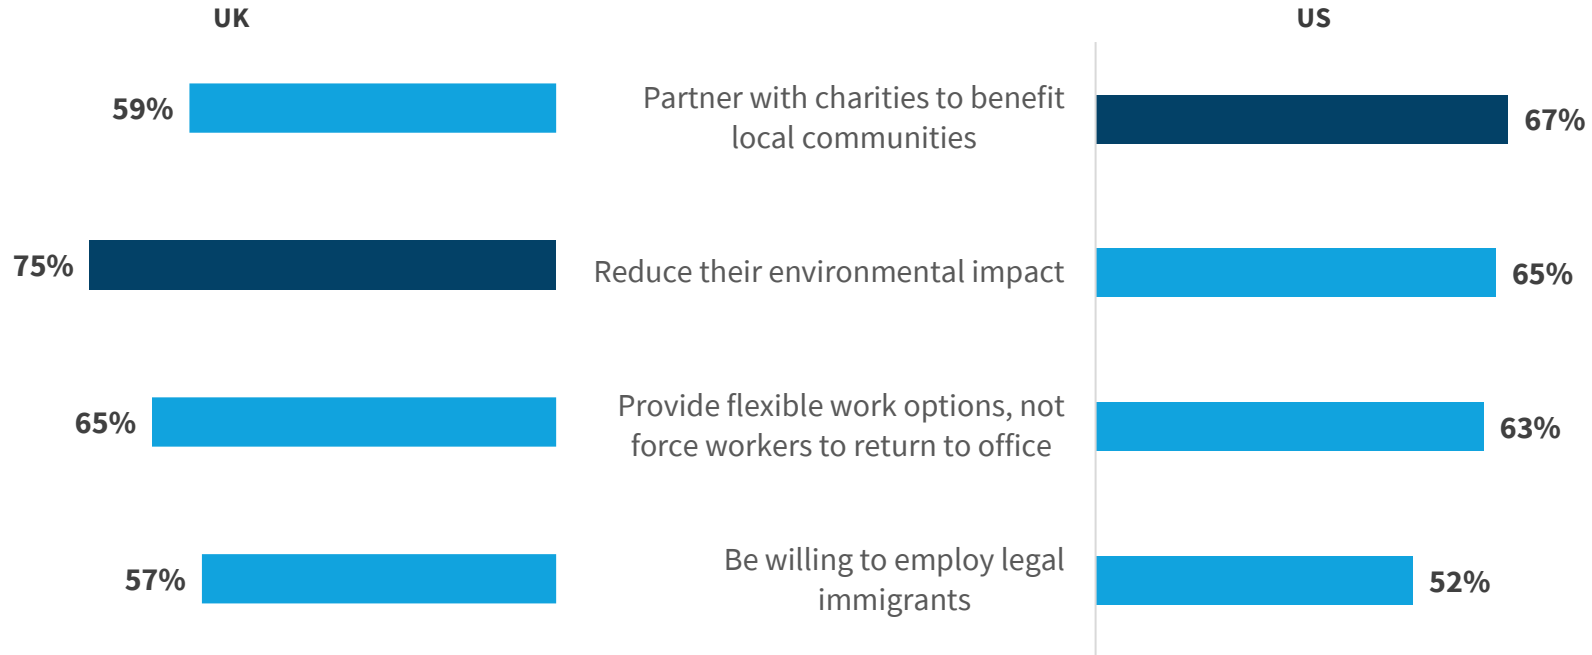 UK
US
59%
Partner with charities to benefit
local communities
67%
75%
Reduce their environmental impact
65%
65%
Provide flexible work options, not
force workers to return to office
63%
57%
Be willing to employ legal
immigrants
52%